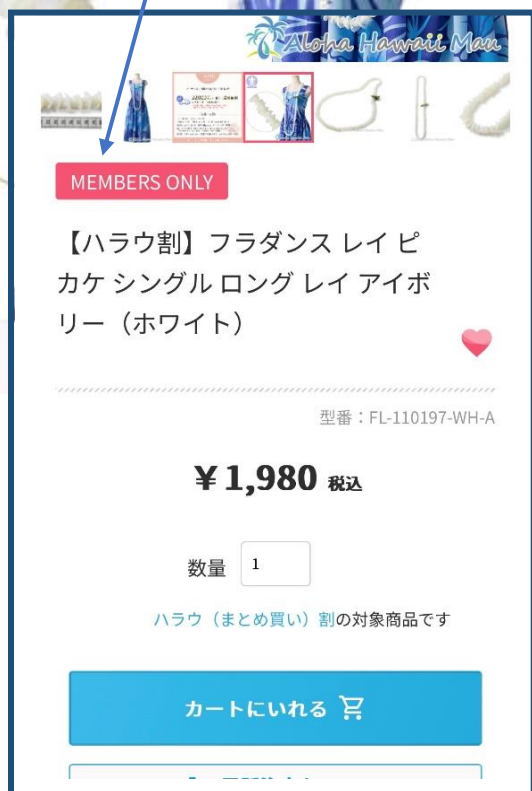 Aloha Hawaii Mau
MEMBERS ONLY
【ハラウ割】フラダンス レイ ピ
カケ シングル ロング レイ アイボ
リー（ホワイト）
型番：FL-110197-WH-A
￥1,980 税込
数量 1
ハラウ（まとめ買い）割の対象商品です
カートにいれる